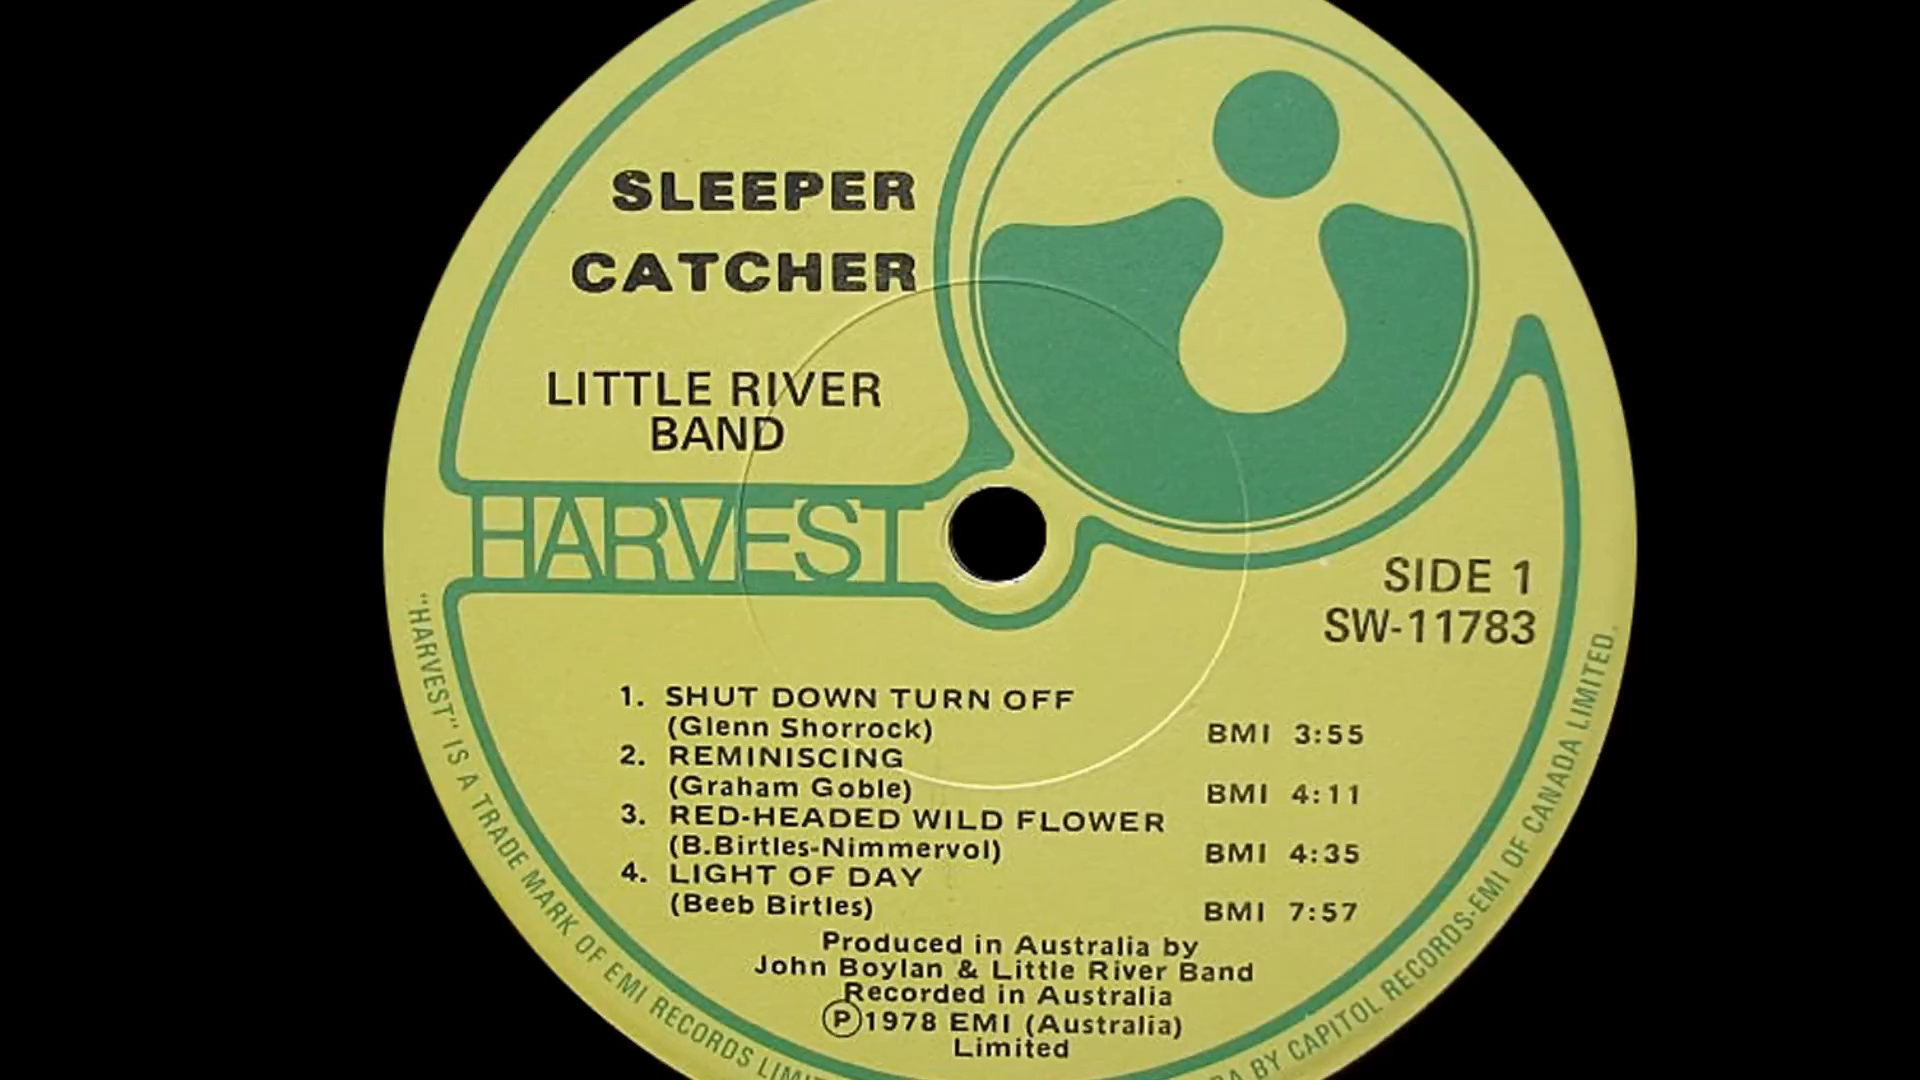 SLEEPER
CATCHER
LITTLE RIVER
BAND
HARVEST
SIDE 1
SW-11783
1. SHUT DOWN TURN OFF
(Glenn Shorrock) BMI 3:55
2. REMINISCING
(Graham Goble) BMI 4:11
3. RED-HEADED WILD FLOWER
(B.Birtles-Nimmervol) BMI 4:35
4. LIGHT OF DAY
(Beeb Birtles) BMI 7:57
Produced in Australia by
John Boylan & Little River Band
Recorded in Australia
Ⓟ1978 EMI (Australia)
Limited
"HARVEST" IS A TRADE MARK OF EMI RECORDS
BY CAPITOL RECORDS-EMI OF CANADA LIMITED.